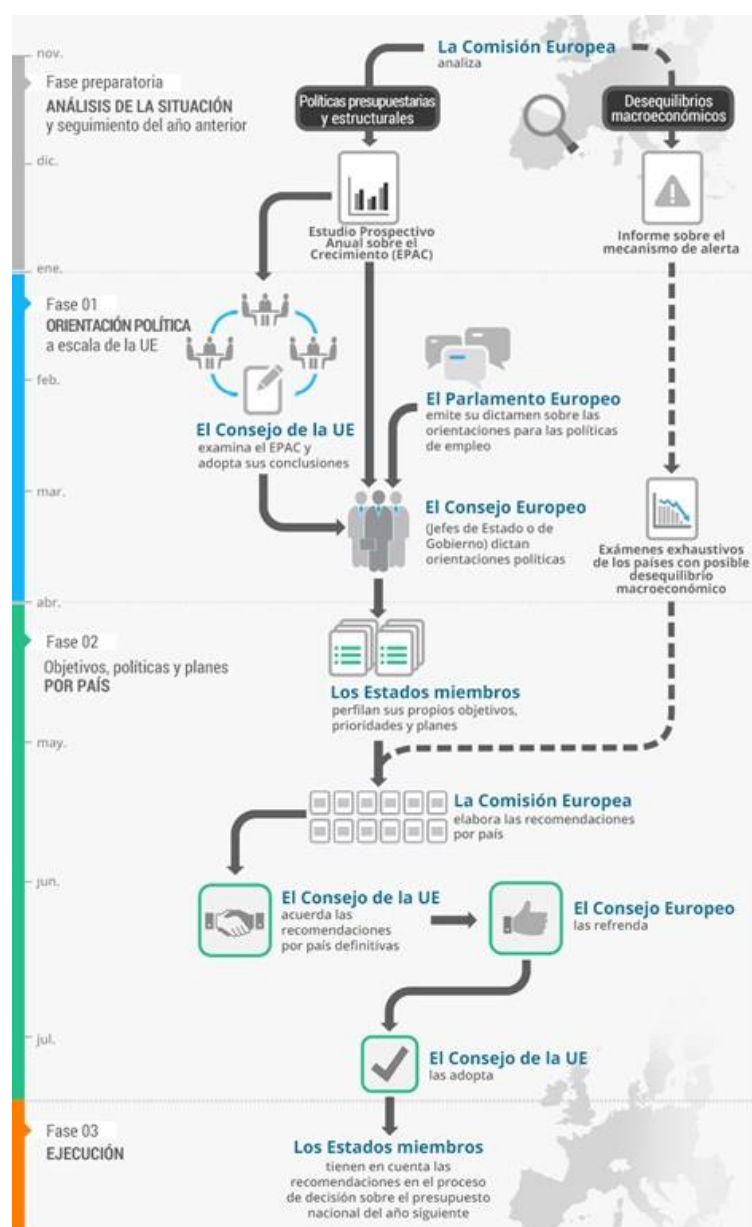 nov.
La Comisión Europea
analiza
Fase preparatoria
ANÁLISIS DE LA SITUACIÓN
y seguimiento del año anterior
Políticas presupuestarias
y estructurales
Desequilibrios
macroeconómicos
dic.
Estudio Prospectivo
Anual sobre el
Crecimiento (EPAC)
Informe sobre el
mecanismo de alerta
ene.
Fase 01
ORIENTACIÓN POLÍTICA
a escala de la UE
feb.
El Consejo de la UE
examina el EPAC y
adopta sus conclusiones
El Parlamento Europeo
emite su dictamen sobre las
orientaciones para las políticas
de empleo
mar.
El Consejo Europeo
(Jefes de Estado o de
Gobierno) dictan
orientaciones políticas
Exámenes exhaustivos
de los países con posible
desequilibrio
macroeconómico
abr.
Fase 02
Objetivos, políticas y planes
POR PAÍS
Los Estados miembros
perfilan sus propios objetivos,
prioridades y planes
may.
La Comisión Europea
elabora las recomendaciones
por país
jun.
El Consejo de la UE
acuerda las
recomendaciones
por país definitivas
El Consejo Europeo
las refrenda
jul.
El Consejo de la UE
las adopta
Fase 03
EJECUCIÓN
Los Estados miembros
tienen en cuenta las
recomendaciones en el proceso
de decisión sobre el presupuesto
nacional del año siguiente